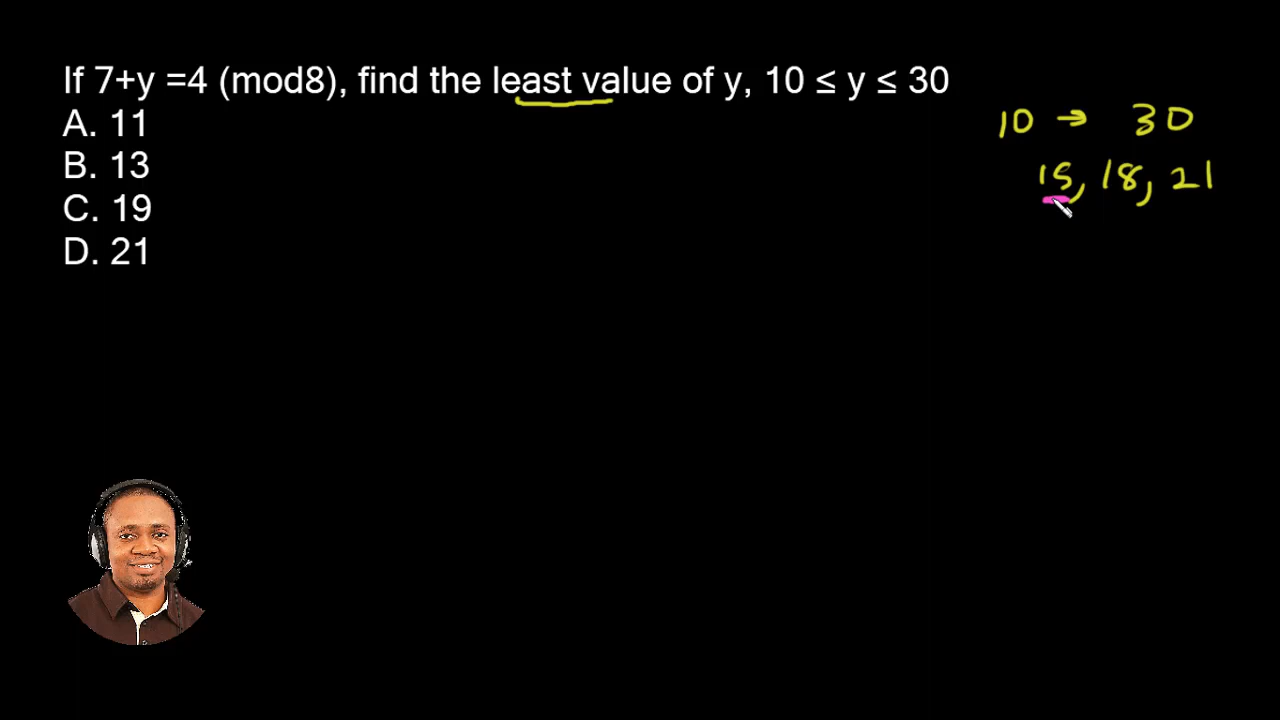 If 7+y =4 (mod8), find the least value of y, 10 ≤ y ≤ 30
A. 11
B. 13
C. 19
D. 21
10 → 30
15, 18, 21